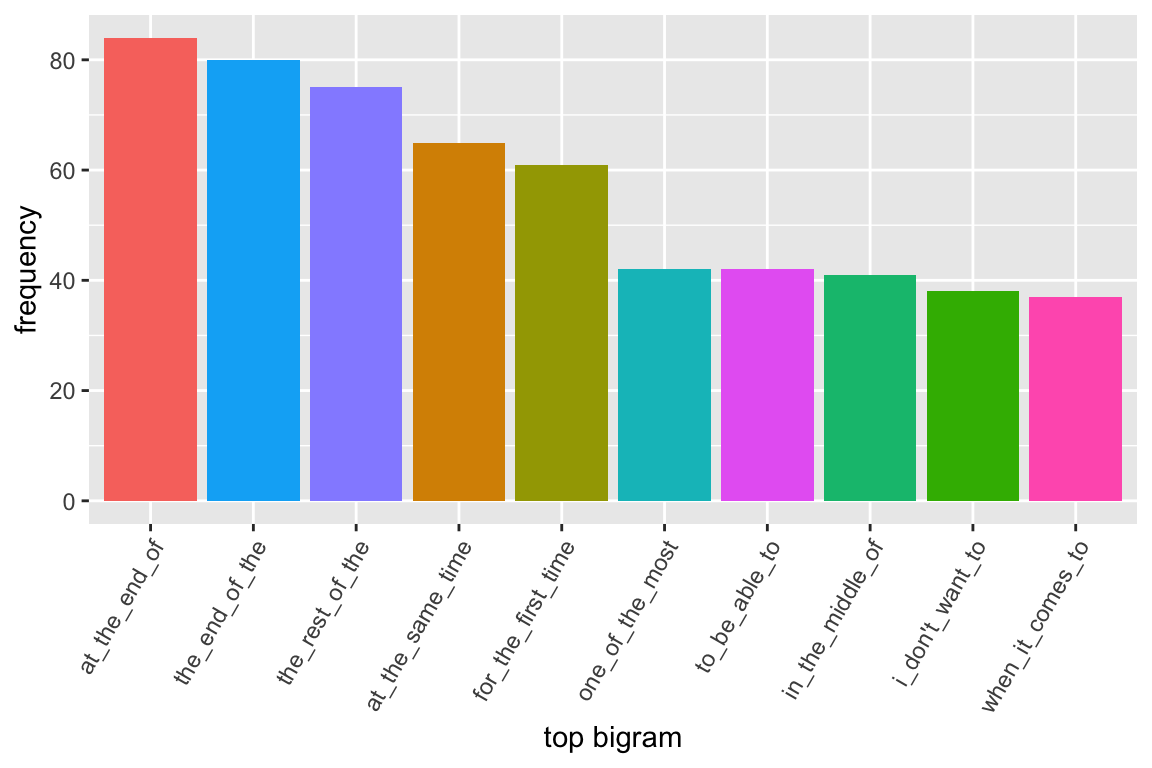 frequency
80
60
40
20
0
at_the_end_of
the_end_of_the
the_rest_of_the
at_the_same_time
for_the_first_time
one_of_the_most
to_be_able_to
in_the_middle_of
i_don't_want_to
when_it_comes_to
top bigram